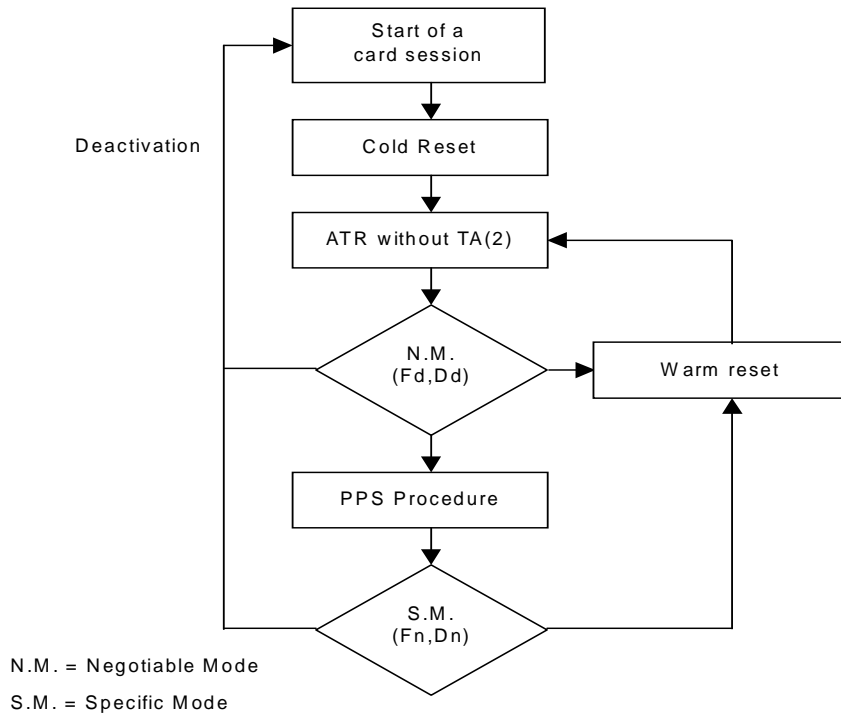 Start of a
card session
Deactivation
Cold Reset
ATR without TA(2)
N.M.
(Fd,Dd)
Warm reset
PPS Procedure
S.M.
(Fn,Dn)
N.M. = Negotiable Mode
S.M. = Specific Mode